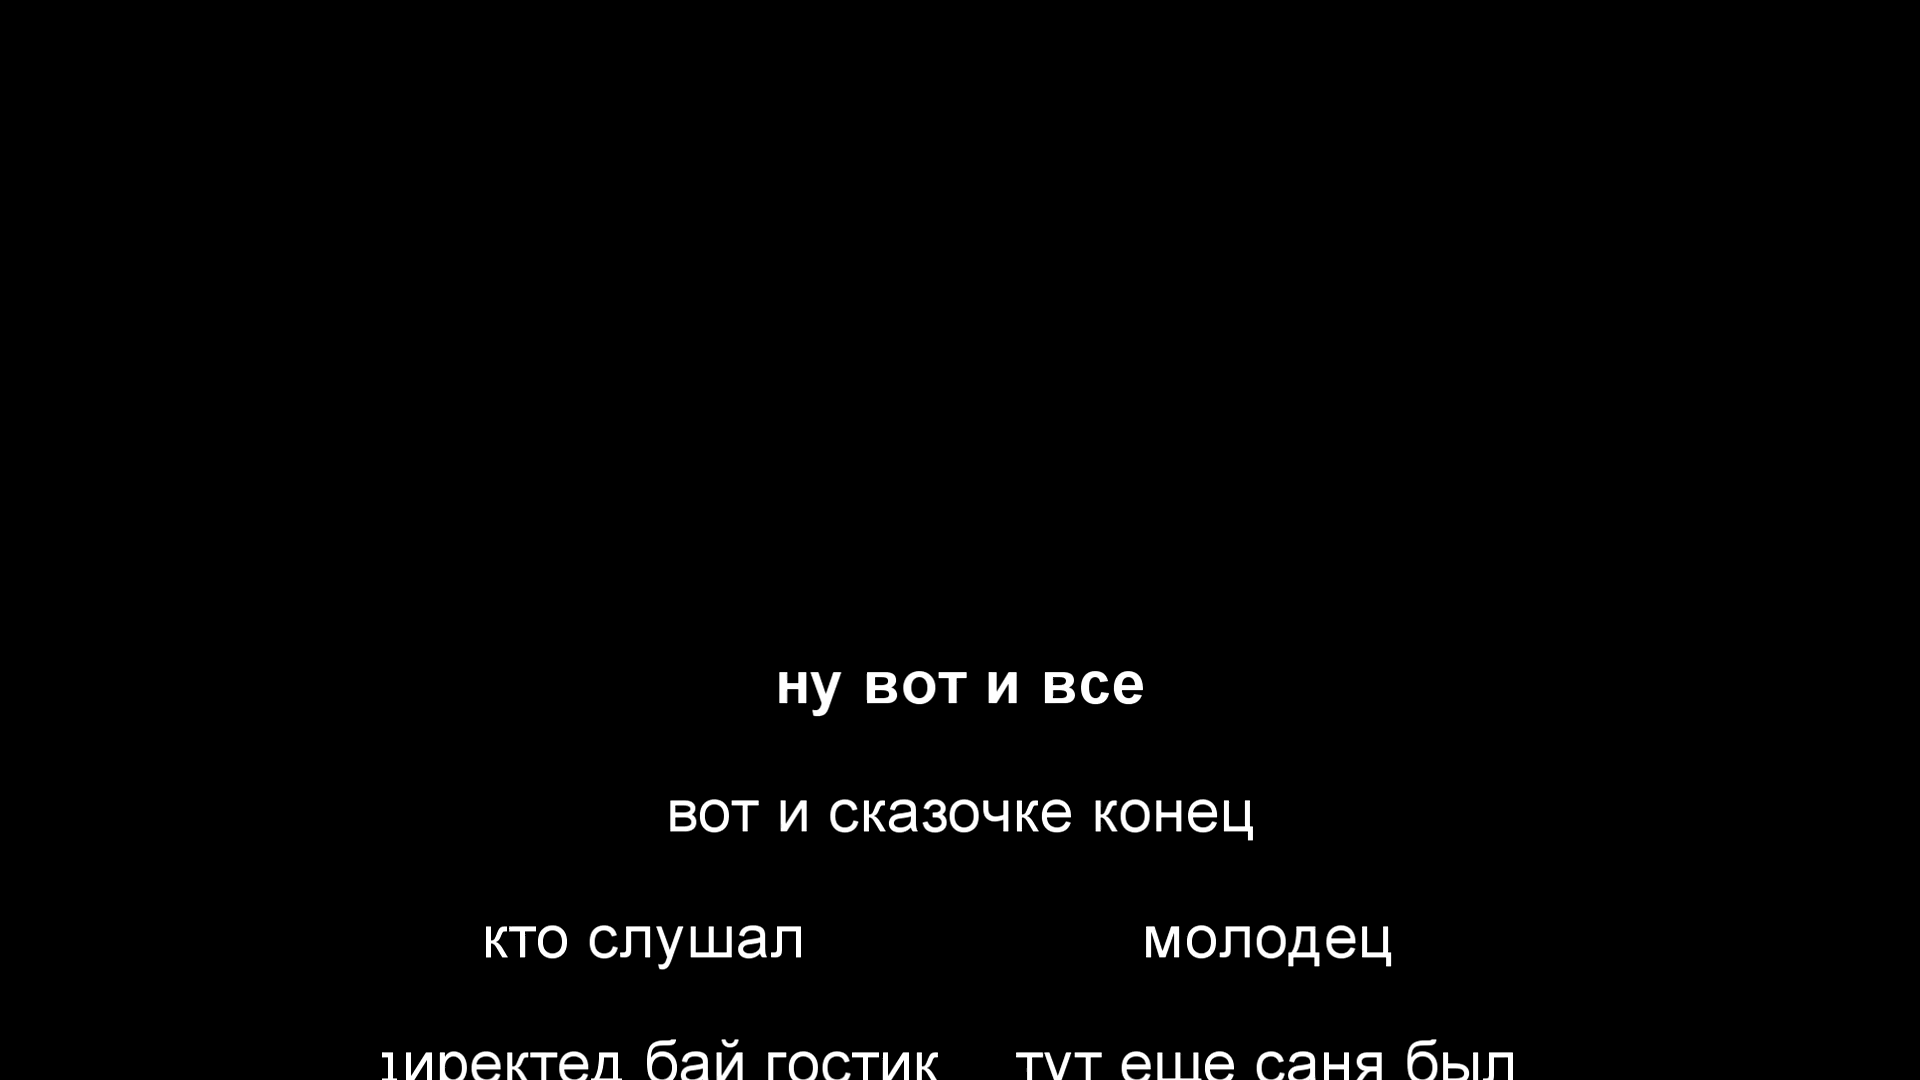 ну вот и все
вот и сказочке конец
кто слушал молодец
директед бай гостик тут еще саня был